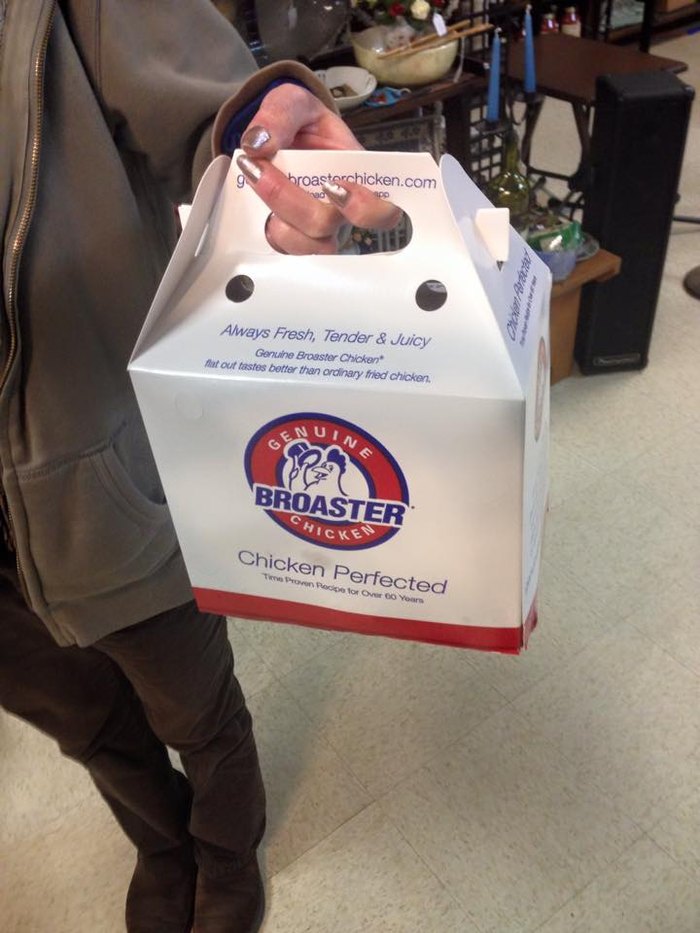 broasterchicken.com
app
Always Fresh, Tender & Juicy
Genuine Broaster Chicken®
flat out tastes better than ordinary fried chicken.
GENUINE
BROASTER
CHICKEN
Chicken Perfected
Time Proven Recipe for Over 60 Years
Chicken Perfected